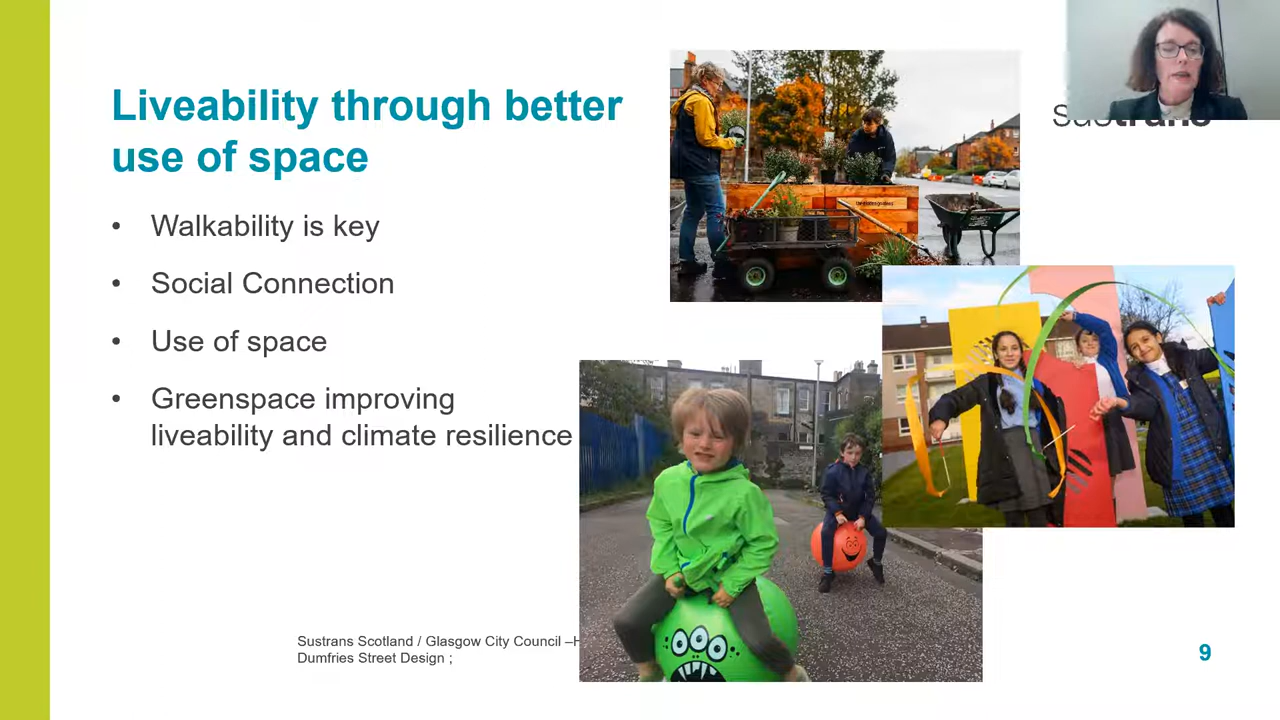 Liveability through better
use of space
• Walkability is key
• Social Connection
• Use of space
• Greenspace improving
liveability and climate resilience
Sustrans Scotland / Glasgow City Council –H
Dumfries Street Design ;
9